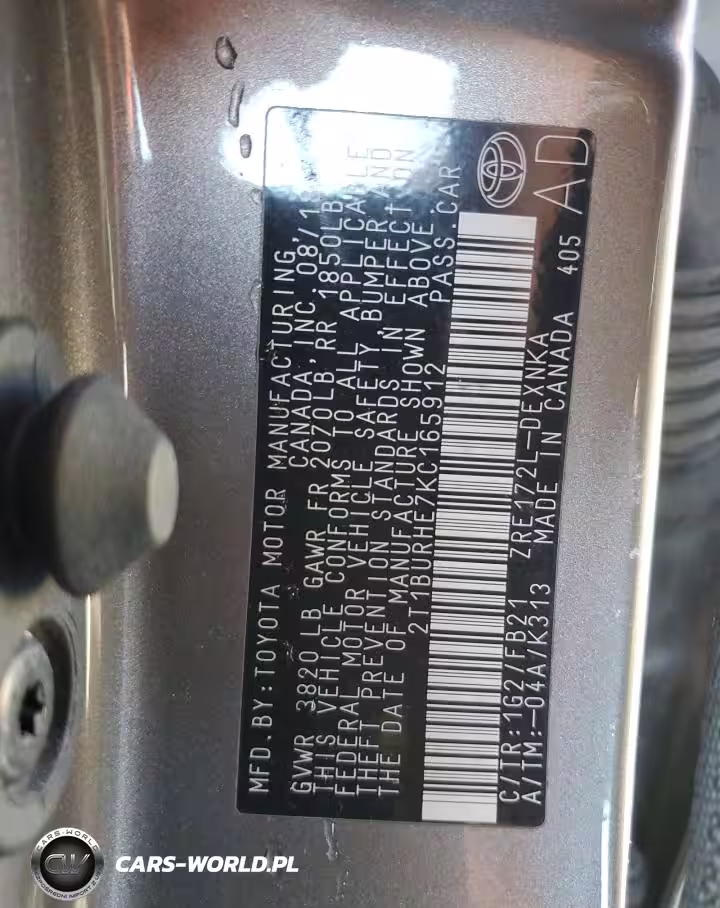 MFD.BY:TOYOTA MOTOR MANUFACTURING
CANADA, INC. 08'/1
GVWR 3820 LB GAWR FR 2070LB, RR 1850LB
THIS VEHICLE CONFORMS TO ALL APPLICABLE
FEDERAL MOTOR VEHICLE SAFETY, BUMPER AND
THEFT PREVENTION STANDARDS IN EFFECT ON
THE DATE OF MANUFACTURE SHOWN ABOVE.
2T1BURHE7KC165912 PASS.CAR
C/TR:1G2/FB21 ZRE172L-DEXNKA
A/TM:-04A/K313 MADE IN CANADA 405
AD
CARS-WORLD
CW
CARS-WORLD.PL